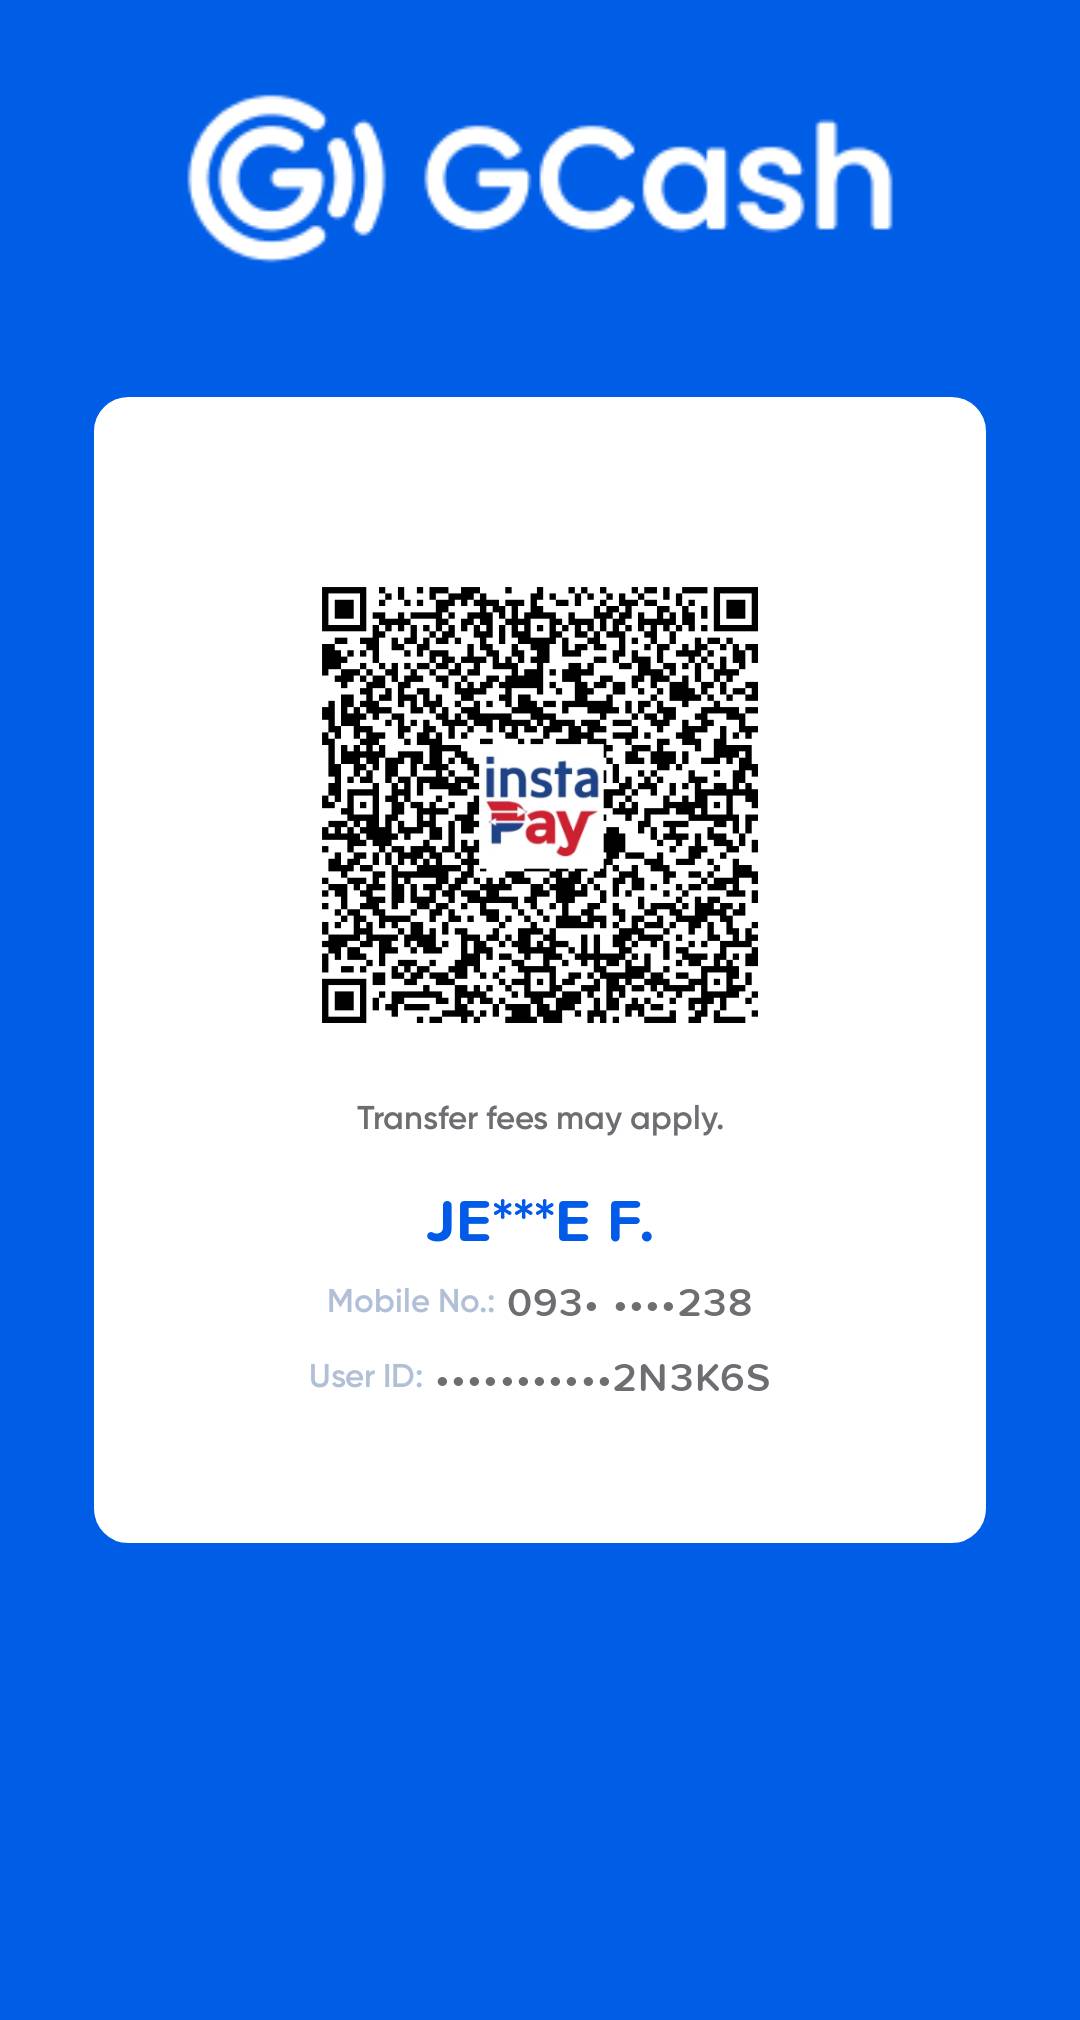 GCash
insta
Pay
Transfer fees may apply.
JE***E F.
Mobile No.: 093• ••••238
User ID: •••••••••••2N3K6S